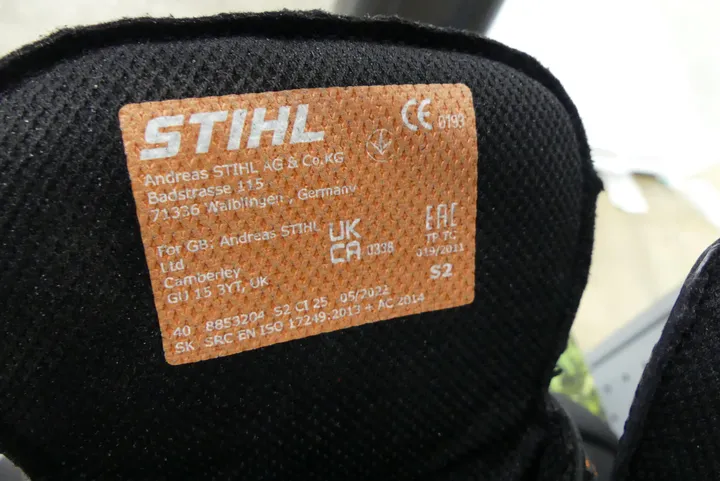 STIHL
CE 0193
Andreas STIHL AG & Co.KG
Badstrasse 115
71336 Waiblingen, Germany
For GB: Andreas STIHL
Ltd
Camberley
GU 15 3YT, UK
UK
CA 0338
EAC
TP TC
019/2011
S2
40 8853204 S2 CI 25 05/2022
SK SRC EN ISO 17249:2013 + AC 2014